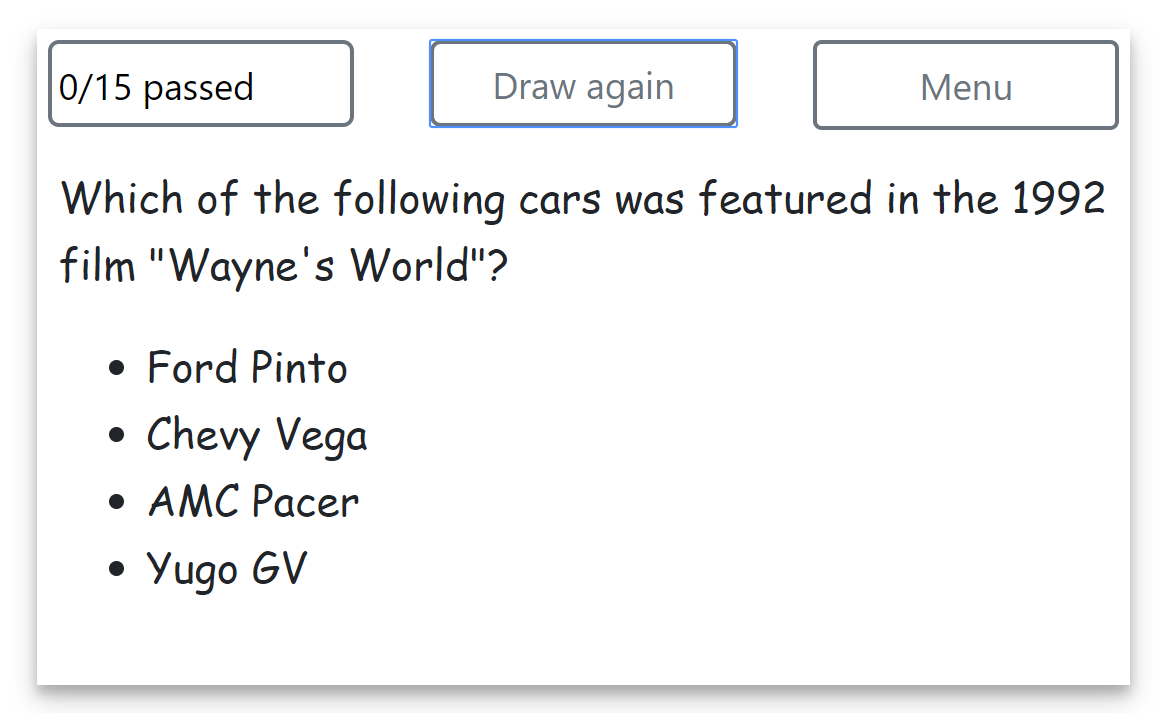 0/15 passed
Draw again
Menu
Which of the following cars was featured in the 1992
film "Wayne's World"?
Ford Pinto
Chevy Vega
AMC Pacer
Yugo GV